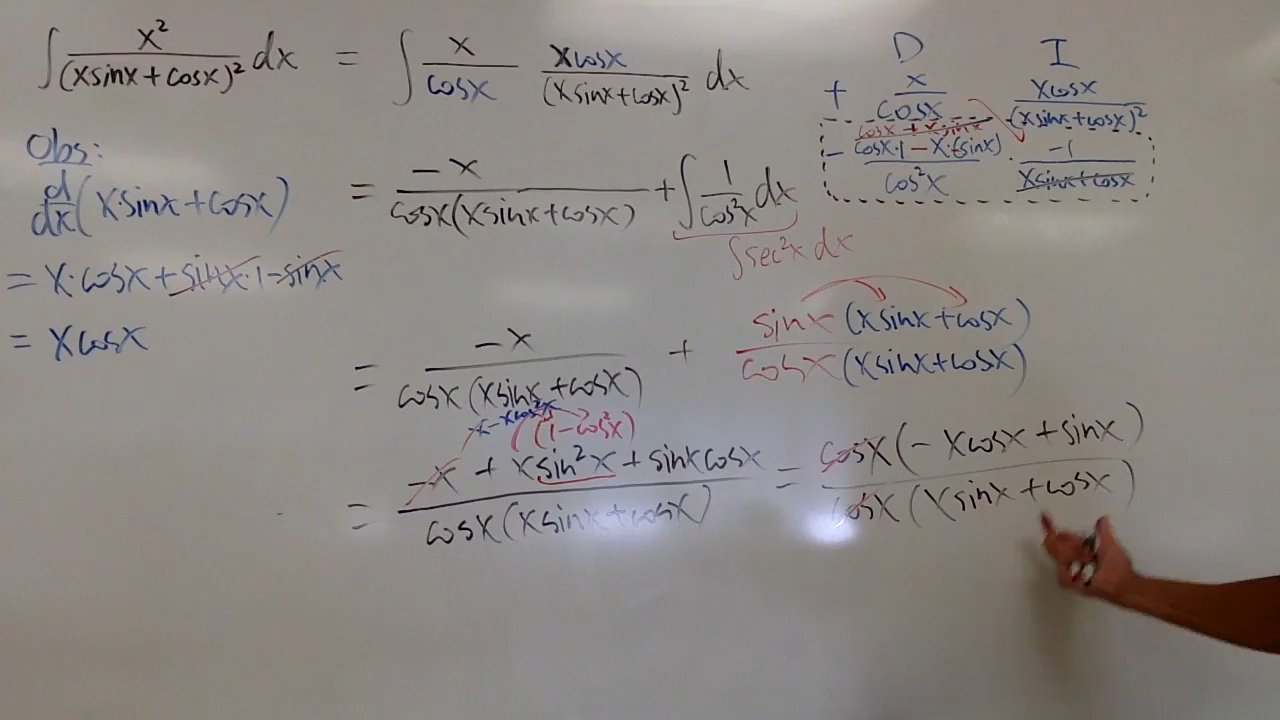 ∫ x²/(xsinx+cosx)² dx = ∫ x/cosx xcosx/(xsinx+cosx)² dx
D I
+ x/cosx xcosx/(xsinx+cosx)²
cosx+x·sinx
- cosx·1-x·(-sinx)/cos²x · -1/xsinx+cosx
Obs:
d/dx(xsinx+cosx)
= x·cosx+sinx·1-sinx
= xcosx
= -x/cosx(xsinx+cosx) + ∫ 1/cos²x dx
∫sec²x dx
= -x/cosx(xsinx+cosx) + sinx(xsinx+cosx)/cosx(xsinx+cosx)
x-xcos²x
(1-cos²x)
= -x+xsin²x+sinxcosx/cosx(xsinx+cosx) = cosx(-xcosx+sinx)/cosx(xsinx+cosx)